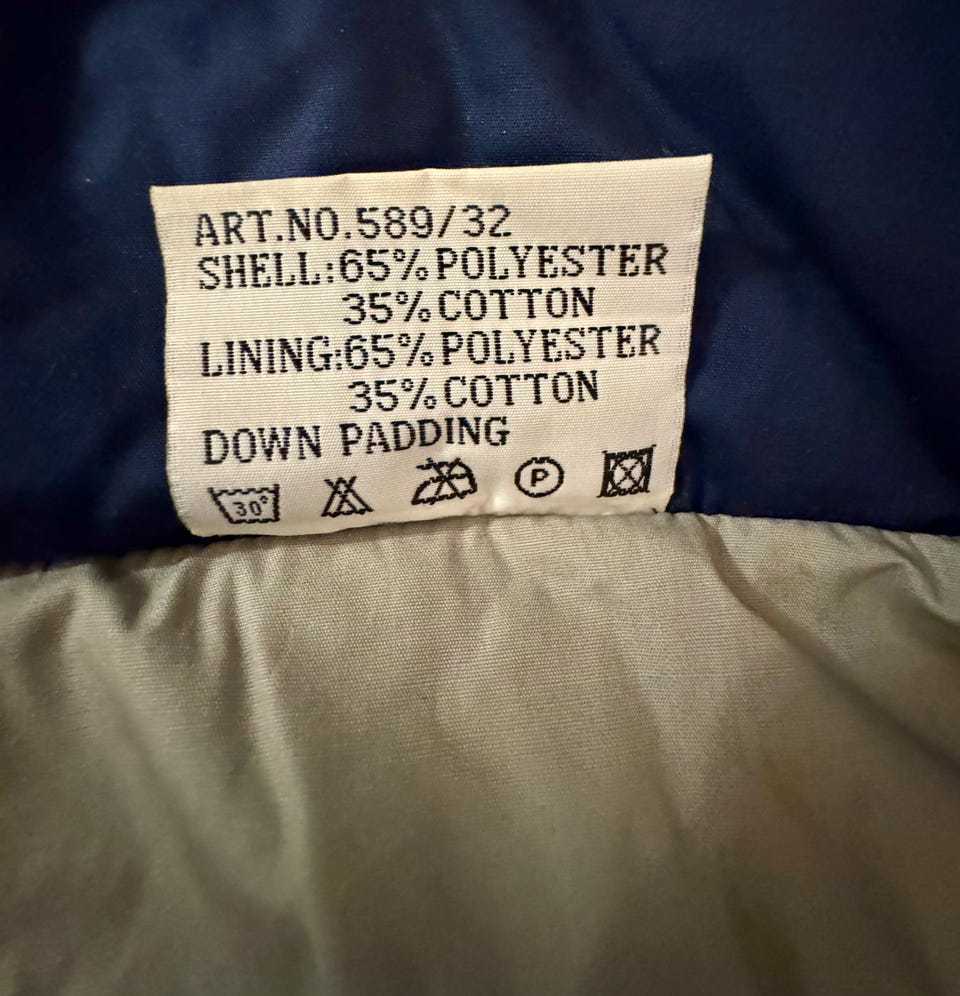 ART.NO.589/32
SHELL:65% POLYESTER
35% COTTON
LINING:65% POLYESTER
35% COTTON
DOWN PADDING
30° P